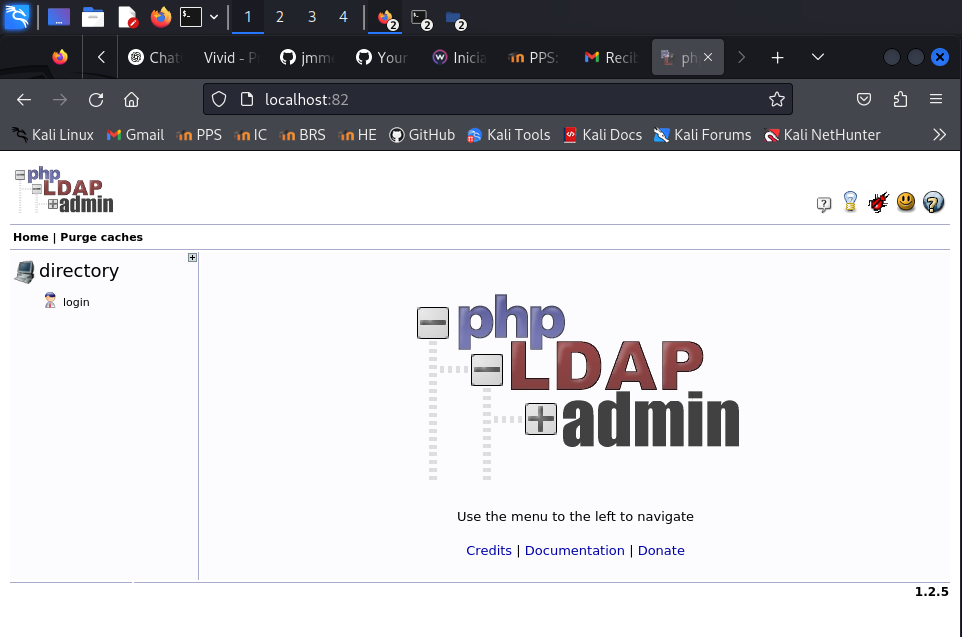 1 2 3 4 2 2 2
Chat Vivid - P jmm Your Inicia PPS: Recib ph
localhost:82
Kali Linux Gmail PPS IC BRS HE GitHub Kali Tools Kali Docs Kali Forums Kali NetHunter
php
LDAP
admin
Home | Purge caches
directory
login
php
LDAP
admin
Use the menu to the left to navigate
Credits | Documentation | Donate
1.2.5